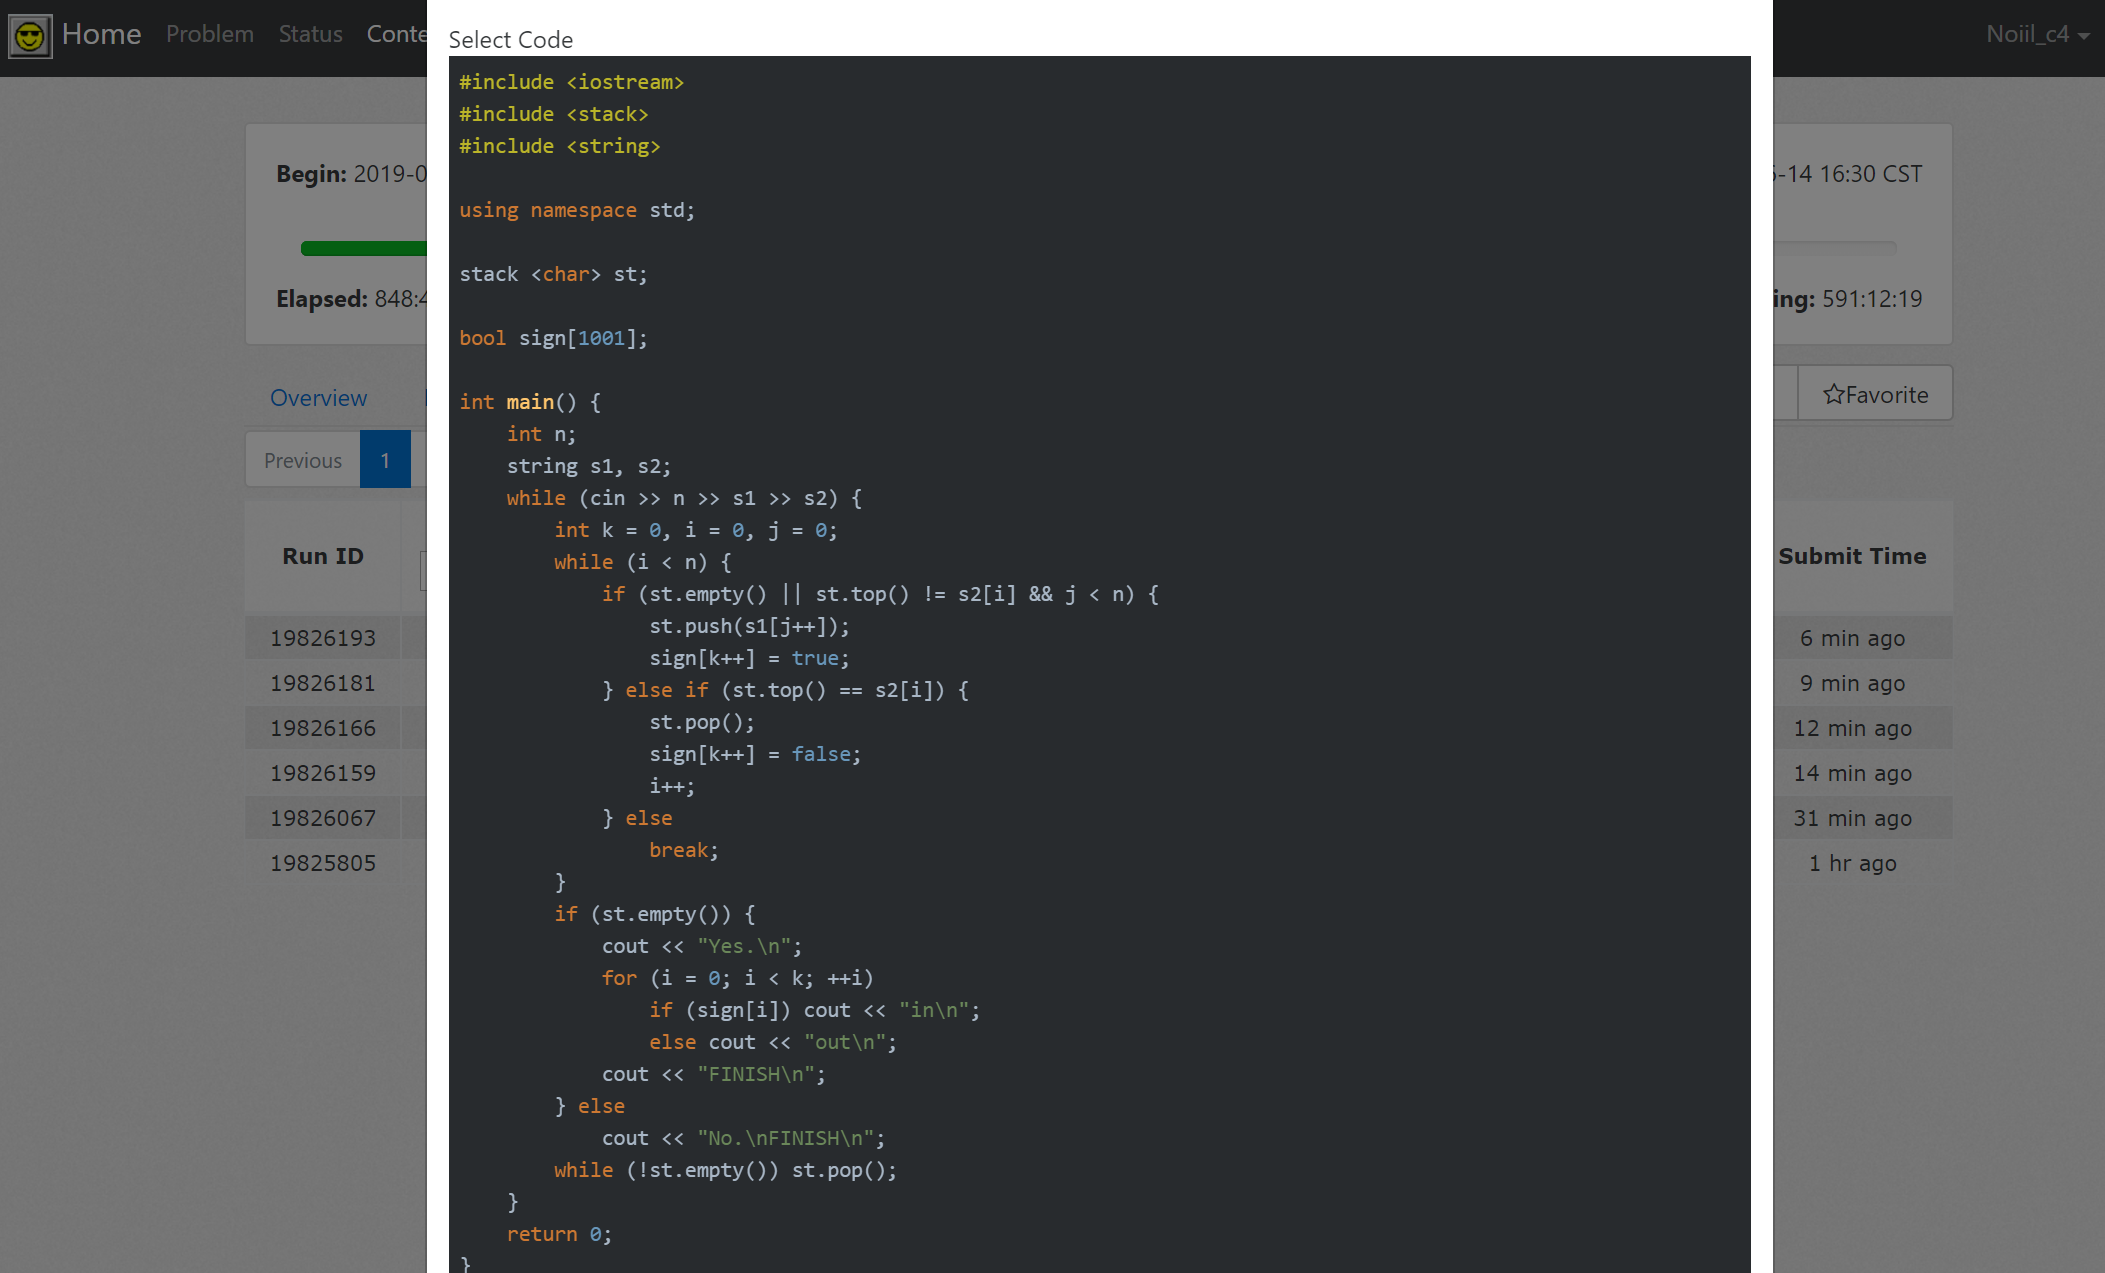 Home Problem Status Conte
Noiil_c4
Select Code
Begin: 2019-0
-14 16:30 CST
Elapsed: 848:4
ing: 591:12:19
Overview
Favorite
Previous 1
Run ID
Submit Time
19826193
6 min ago
19826181
9 min ago
19826166
12 min ago
19826159
14 min ago
19826067
31 min ago
19825805
1 hr ago
#include <iostream>
#include <stack>
#include <string>
using namespace std;
stack <char> st;
bool sign[1001];
int main() {
    int n;
    string s1, s2;
    while (cin >> n >> s1 >> s2) {
        int k = 0, i = 0, j = 0;
        while (i < n) {
            if (st.empty() || st.top() != s2[i] && j < n) {
                st.push(s1[j++]);
                sign[k++] = true;
            } else if (st.top() == s2[i]) {
                st.pop();
                sign[k++] = false;
                i++;
            } else
                break;
        }
        if (st.empty()) {
            cout << "Yes.\n";
            for (i = 0; i < k; ++i)
                if (sign[i]) cout << "in\n";
                else cout << "out\n";
            cout << "FINISH\n";
        } else
            cout << "No.\nFINISH\n";
        while (!st.empty()) st.pop();
    }
    return 0;
}